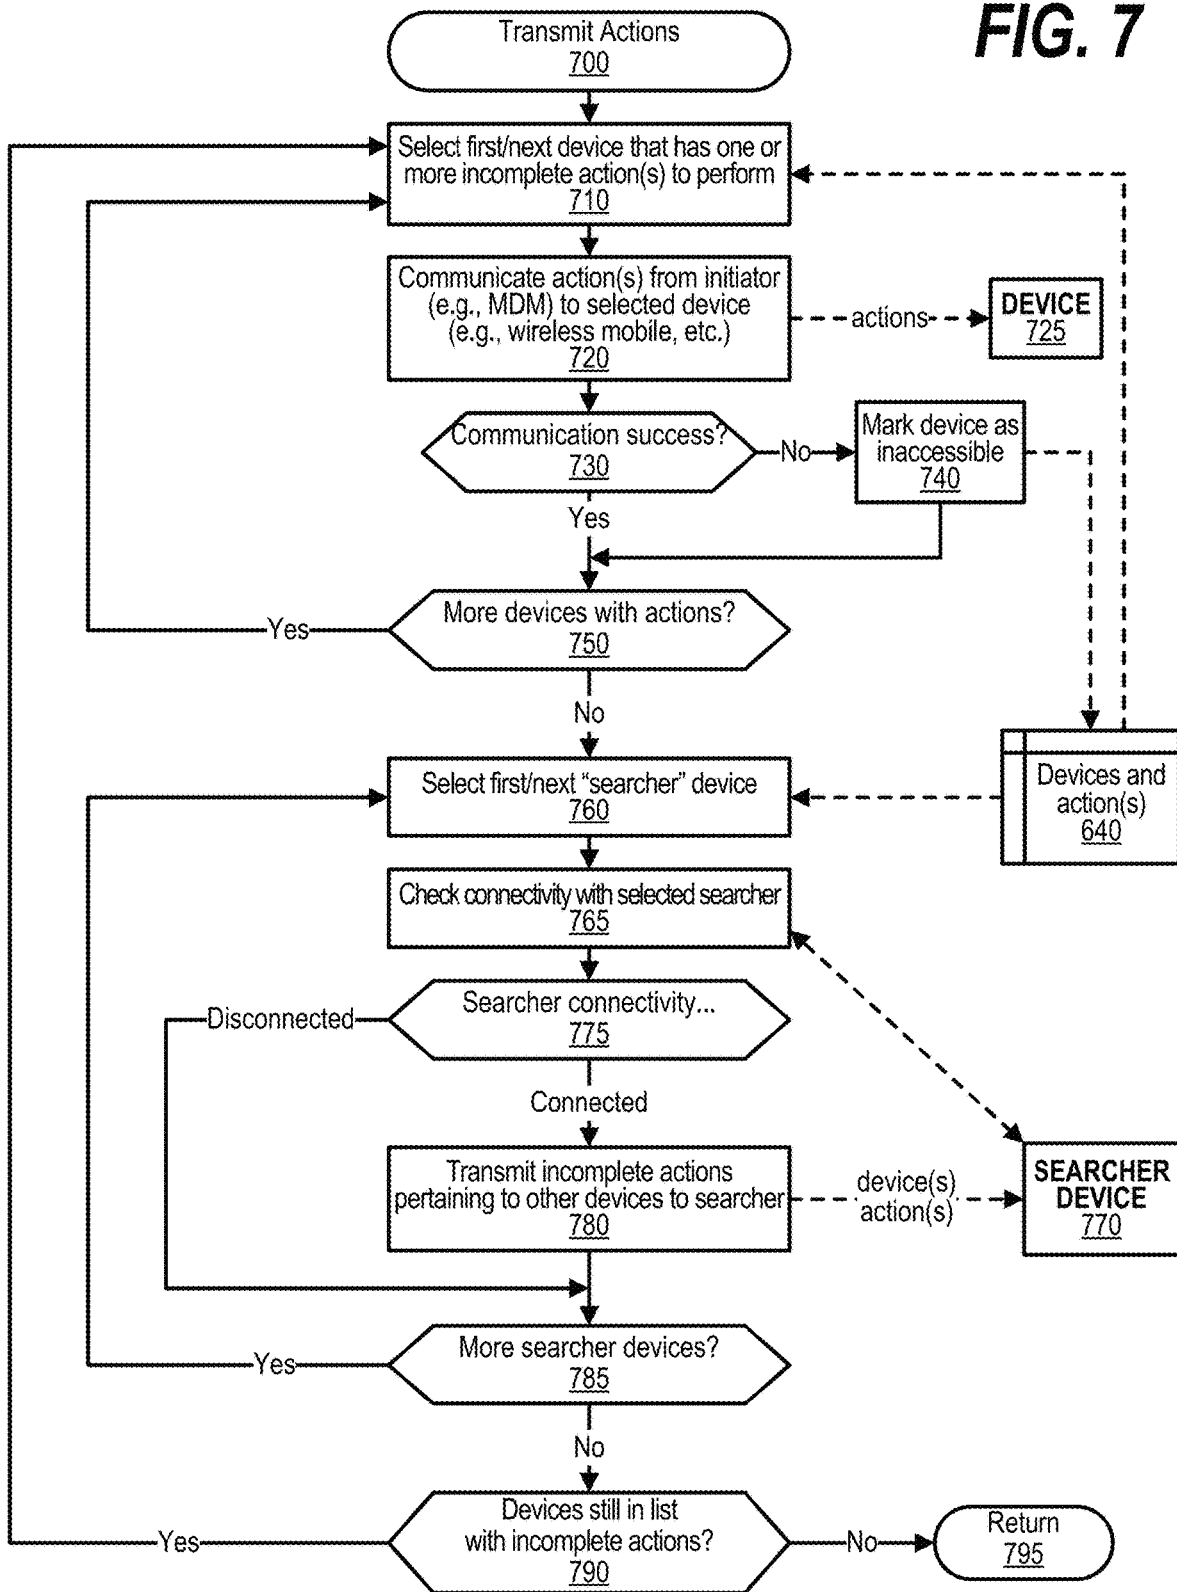 FIG. 7
Transmit Actions
700
Select first/next device that has one or
more incomplete action(s) to perform
710
Communicate action(s) from initiator
(e.g., MDM) to selected device
(e.g., wireless mobile, etc.)
720
actions
DEVICE
725
Communication success?
730
No
Mark device as
inaccessible
740
Yes
More devices with actions?
750
Yes
No
Devices and
action(s)
640
Select first/next “searcher” device
760
Check connectivity with selected searcher
765
Searcher connectivity...
775
Disconnected
Connected
Transmit incomplete actions
pertaining to other devices to searcher
780
device(s)
action(s)
SEARCHER
DEVICE
770
More searcher devices?
785
Yes
No
Devices still in list
with incomplete actions?
790
Yes
No
Return
795